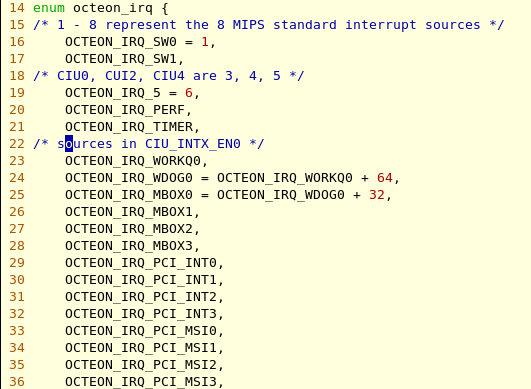 14 enum octeon_irq {
15 /* 1 - 8 represent the 8 MIPS standard interrupt sources */
16     OCTEON_IRQ_SW0 = 1,
17     OCTEON_IRQ_SW1,
18 /* CIU0, CUI2, CIU4 are 3, 4, 5 */
19     OCTEON_IRQ_5 = 6,
20     OCTEON_IRQ_PERF,
21     OCTEON_IRQ_TIMER,
22 /* sources in CIU_INTX_EN0 */
23     OCTEON_IRQ_WORKQ0,
24     OCTEON_IRQ_WDOG0 = OCTEON_IRQ_WORKQ0 + 64,
25     OCTEON_IRQ_MBOX0 = OCTEON_IRQ_WDOG0 + 32,
26     OCTEON_IRQ_MBOX1,
27     OCTEON_IRQ_MBOX2,
28     OCTEON_IRQ_MBOX3,
29     OCTEON_IRQ_PCI_INT0,
30     OCTEON_IRQ_PCI_INT1,
31     OCTEON_IRQ_PCI_INT2,
32     OCTEON_IRQ_PCI_INT3,
33     OCTEON_IRQ_PCI_MSI0,
34     OCTEON_IRQ_PCI_MSI1,
35     OCTEON_IRQ_PCI_MSI2,
36     OCTEON_IRQ_PCI_MSI3,